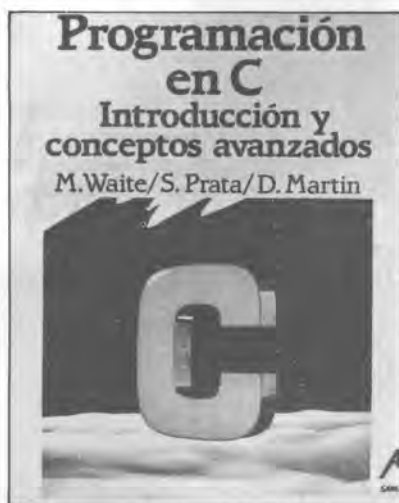 Programación
en C
Introducción y
conceptos avanzados
M.Waite/S. Prata/D. Martin